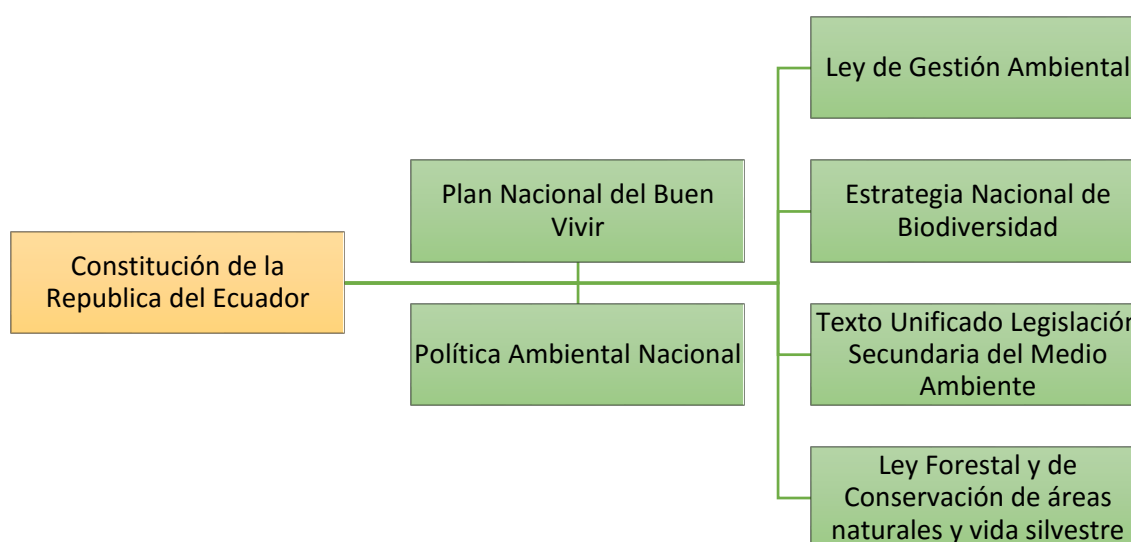 Ley de Gestión Ambiental
Plan Nacional del Buen
Vivir
Estrategia Nacional de
Biodiversidad
Constitución de la
Republica del Ecuador
Política Ambiental Nacional
Texto Unificado Legislación
Secundaria del Medio
Ambiente
Ley Forestal y de
Conservación de áreas
naturales y vida silvestre